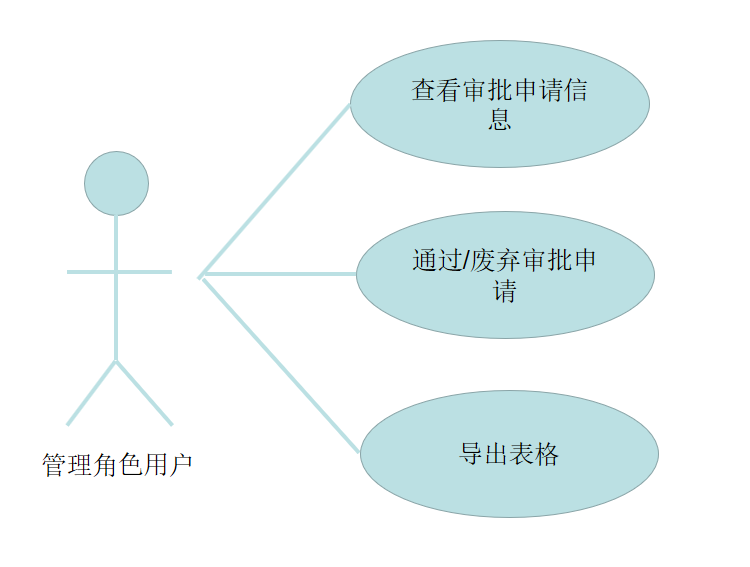 查看审批申请信
息
通过/废弃审批申
请
导出表格
管理角色用户